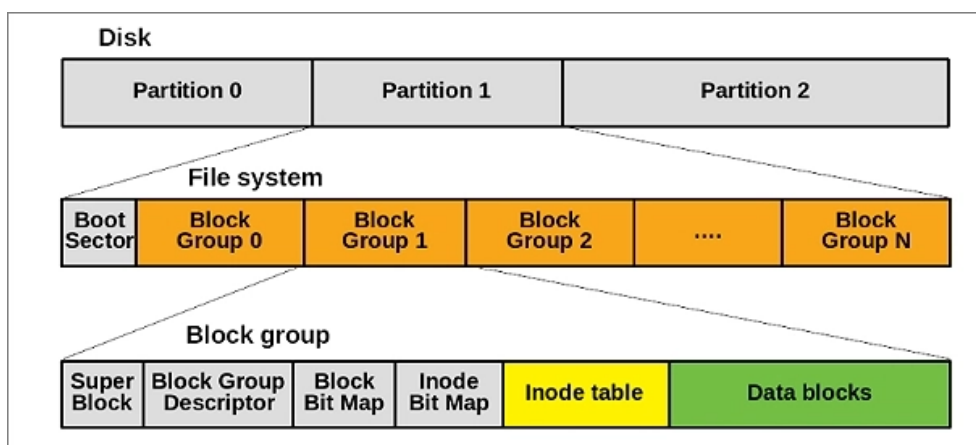 Disk
Partition 0
Partition 1
Partition 2
File system
Boot
Sector
Block
Group 0
Block
Group 1
Block
Group 2
....
Block
Group N
Block group
Super
Block
Block Group
Descriptor
Block
Bit Map
Inode
Bit Map
Inode table
Data blocks